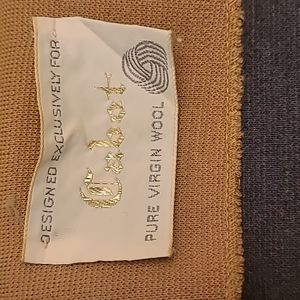 DESIGNED EXCLUSIVELY FOR
Cabot
PURE VIRGIN WOOL